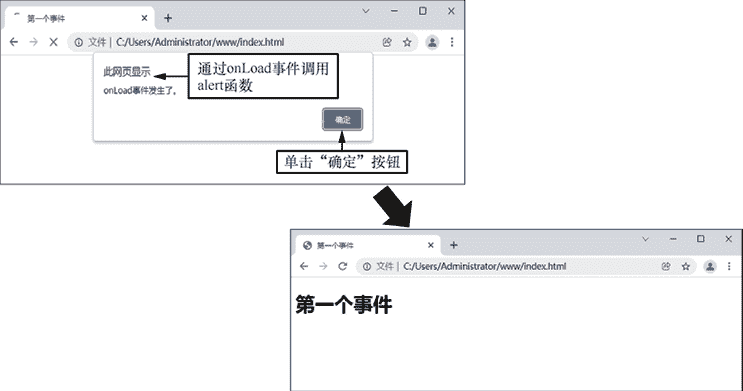 第一个事件
文件 | C:/Users/Administrator/www/index.html
此网页显示
onLoad事件发生了。
通过onLoad事件调用
alert函数
确定
单击“确定”按钮
第一个事件
文件 | C:/Users/Administrator/www/index.html
第一个事件